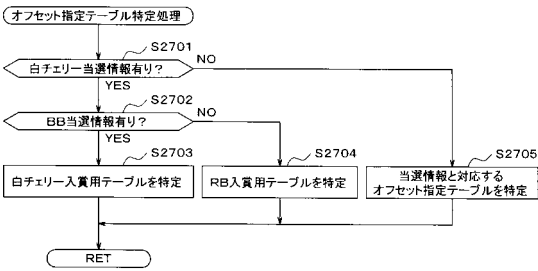 オフセット指定テーブル特定処理
S2701
白チェリー当選情報有り?
NO
YES
S2702
BB当選情報有り?
NO
YES
S2703
白チェリー入賞用テーブルを特定
S2704
RB入賞用テーブルを特定
S2705
当選情報と対応する
オフセット指定テーブルを特定
RET